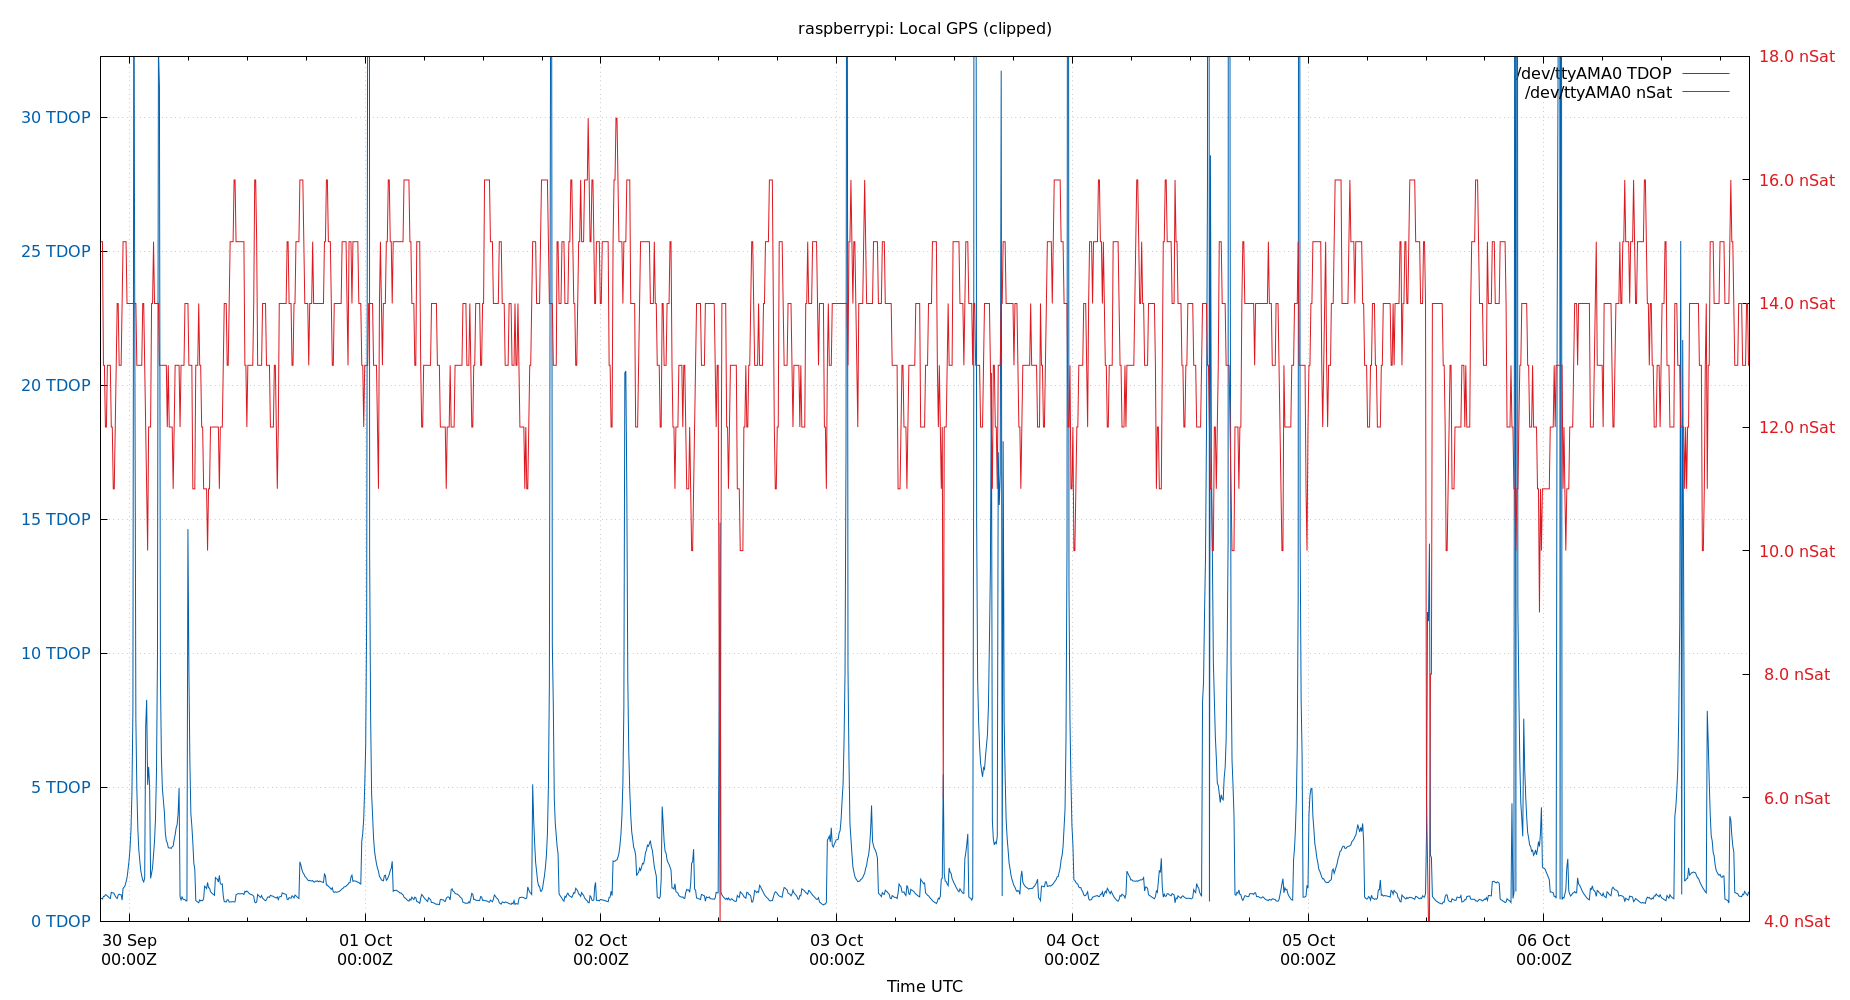 raspberrypi: Local GPS (clipped)
18.0 nSat
/dev/ttyAMA0 TDOP
/dev/ttyAMA0 nSat
30 TDOP
16.0 nSat
25 TDOP
14.0 nSat
20 TDOP
12.0 nSat
15 TDOP
10.0 nSat
10 TDOP
8.0 nSat
5 TDOP
6.0 nSat
0 TDOP
4.0 nSat
30 Sep
00:00Z
01 Oct
00:00Z
02 Oct
00:00Z
03 Oct
00:00Z
04 Oct
00:00Z
05 Oct
00:00Z
06 Oct
00:00Z
Time UTC